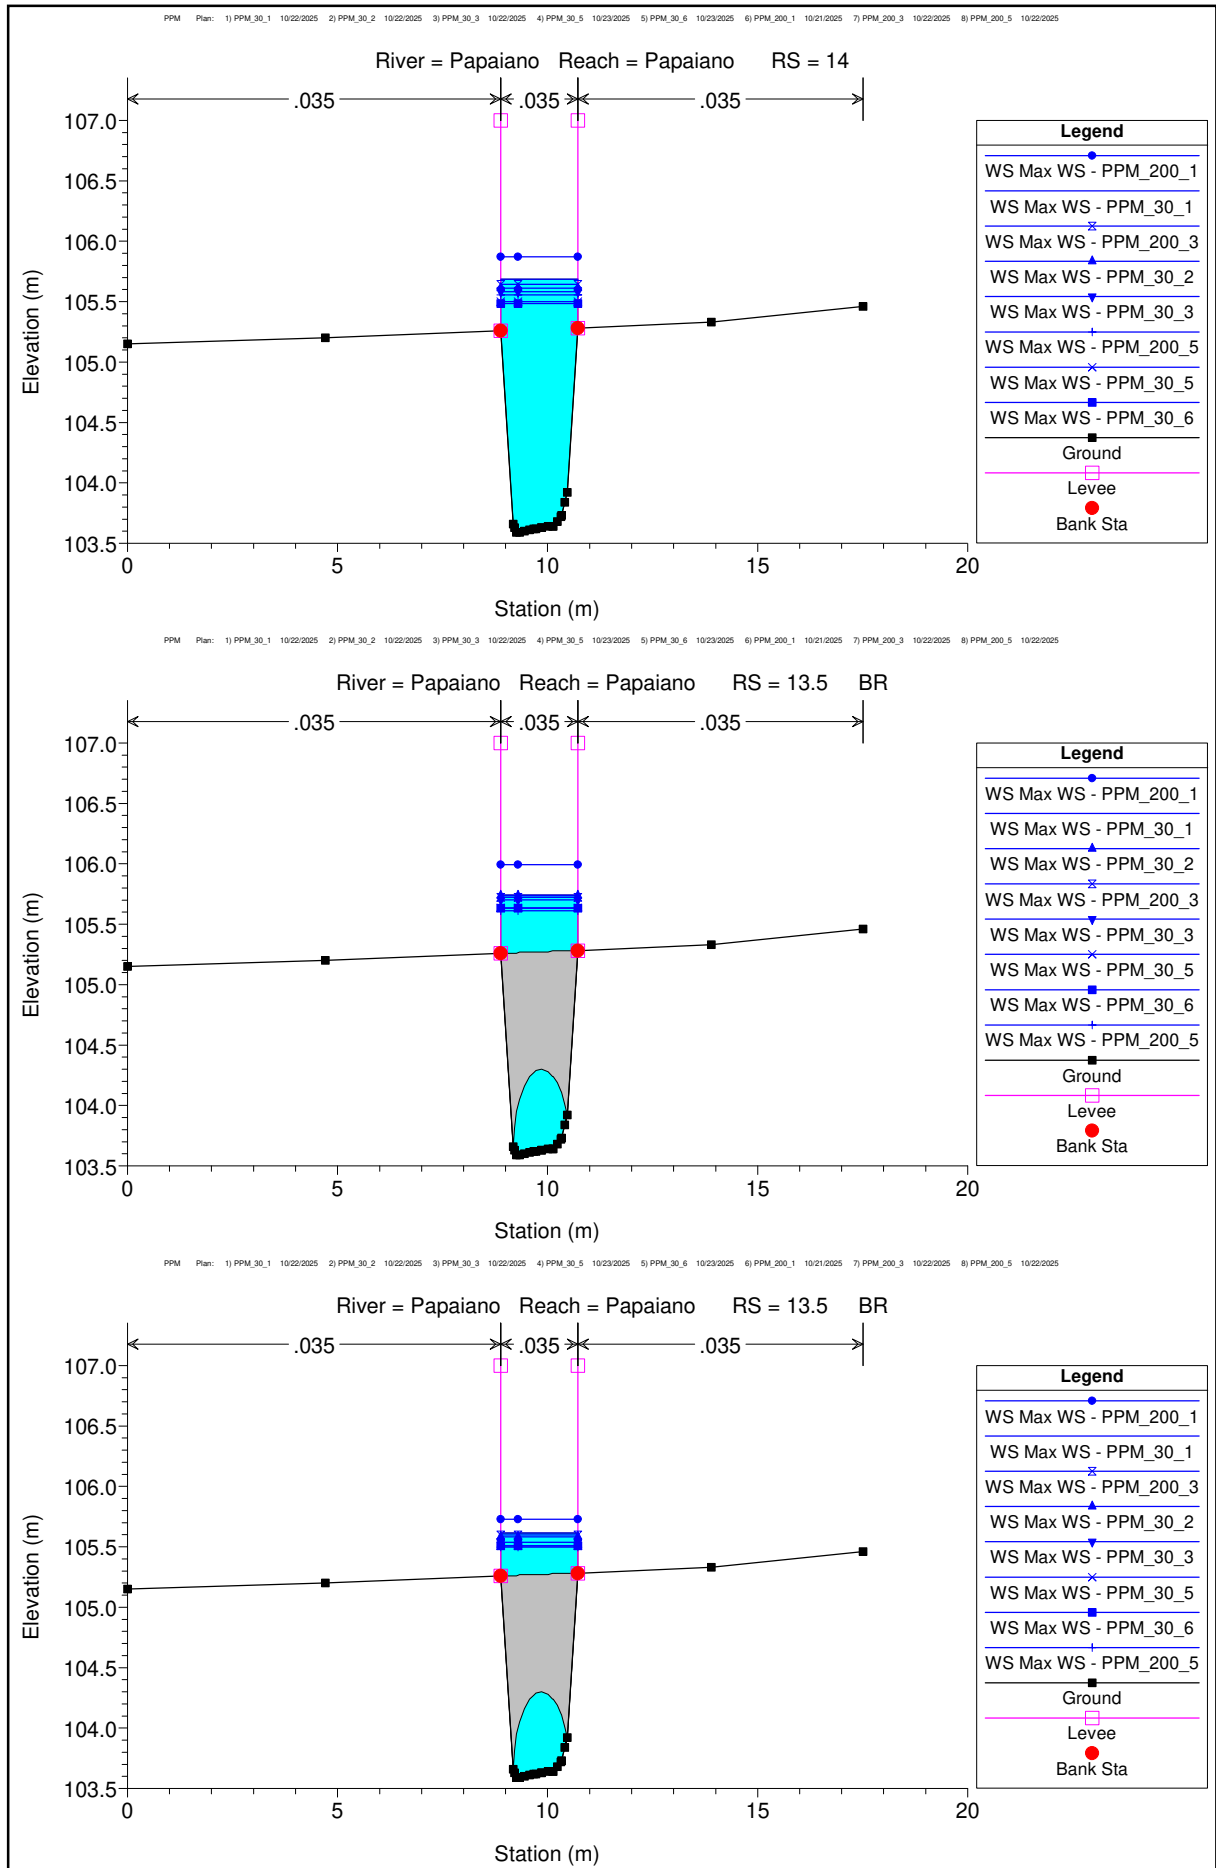 PPM Plan: 1) PPM_30_1 10/22/2025 2) PPM_30_2 10/22/2025 3) PPM_30_3 10/22/2025 4) PPM_30_5 10/23/2025 5) PPM_30_6 10/23/2025 6) PPM_200_1 10/21/2025 7) PPM_200_3 10/22/2025 8) PPM_200_5 10/22/2025
River = Papaiano Reach = Papaiano RS = 14
.035 .035 .035
107.0
106.5
106.0
105.5
105.0
104.5
104.0
103.5
Elevation (m)
0 5 10 15 20
Station (m)
Legend
WS Max WS - PPM_200_1
WS Max WS - PPM_30_1
WS Max WS - PPM_200_3
WS Max WS - PPM_30_2
WS Max WS - PPM_30_3
WS Max WS - PPM_200_5
WS Max WS - PPM_30_5
WS Max WS - PPM_30_6
Ground
Levee
Bank Sta
PPM Plan: 1) PPM_30_1 10/22/2025 2) PPM_30_2 10/22/2025 3) PPM_30_3 10/22/2025 4) PPM_30_5 10/23/2025 5) PPM_30_6 10/23/2025 6) PPM_200_1 10/21/2025 7) PPM_200_3 10/22/2025 8) PPM_200_5 10/22/2025
River = Papaiano Reach = Papaiano RS = 13.5 BR
.035 .035 .035
107.0
106.5
106.0
105.5
105.0
104.5
104.0
103.5
Elevation (m)
0 5 10 15 20
Station (m)
Legend
WS Max WS - PPM_200_1
WS Max WS - PPM_30_1
WS Max WS - PPM_30_2
WS Max WS - PPM_200_3
WS Max WS - PPM_30_3
WS Max WS - PPM_30_5
WS Max WS - PPM_30_6
WS Max WS - PPM_200_5
Ground
Levee
Bank Sta
PPM Plan: 1) PPM_30_1 10/22/2025 2) PPM_30_2 10/22/2025 3) PPM_30_3 10/22/2025 4) PPM_30_5 10/23/2025 5) PPM_30_6 10/23/2025 6) PPM_200_1 10/21/2025 7) PPM_200_3 10/22/2025 8) PPM_200_5 10/22/2025
River = Papaiano Reach = Papaiano RS = 13.5 BR
.035 .035 .035
107.0
106.5
106.0
105.5
105.0
104.5
104.0
103.5
Elevation (m)
0 5 10 15 20
Station (m)
Legend
WS Max WS - PPM_200_1
WS Max WS - PPM_30_1
WS Max WS - PPM_200_3
WS Max WS - PPM_30_2
WS Max WS - PPM_30_3
WS Max WS - PPM_30_5
WS Max WS - PPM_30_6
WS Max WS - PPM_200_5
Ground
Levee
Bank Sta